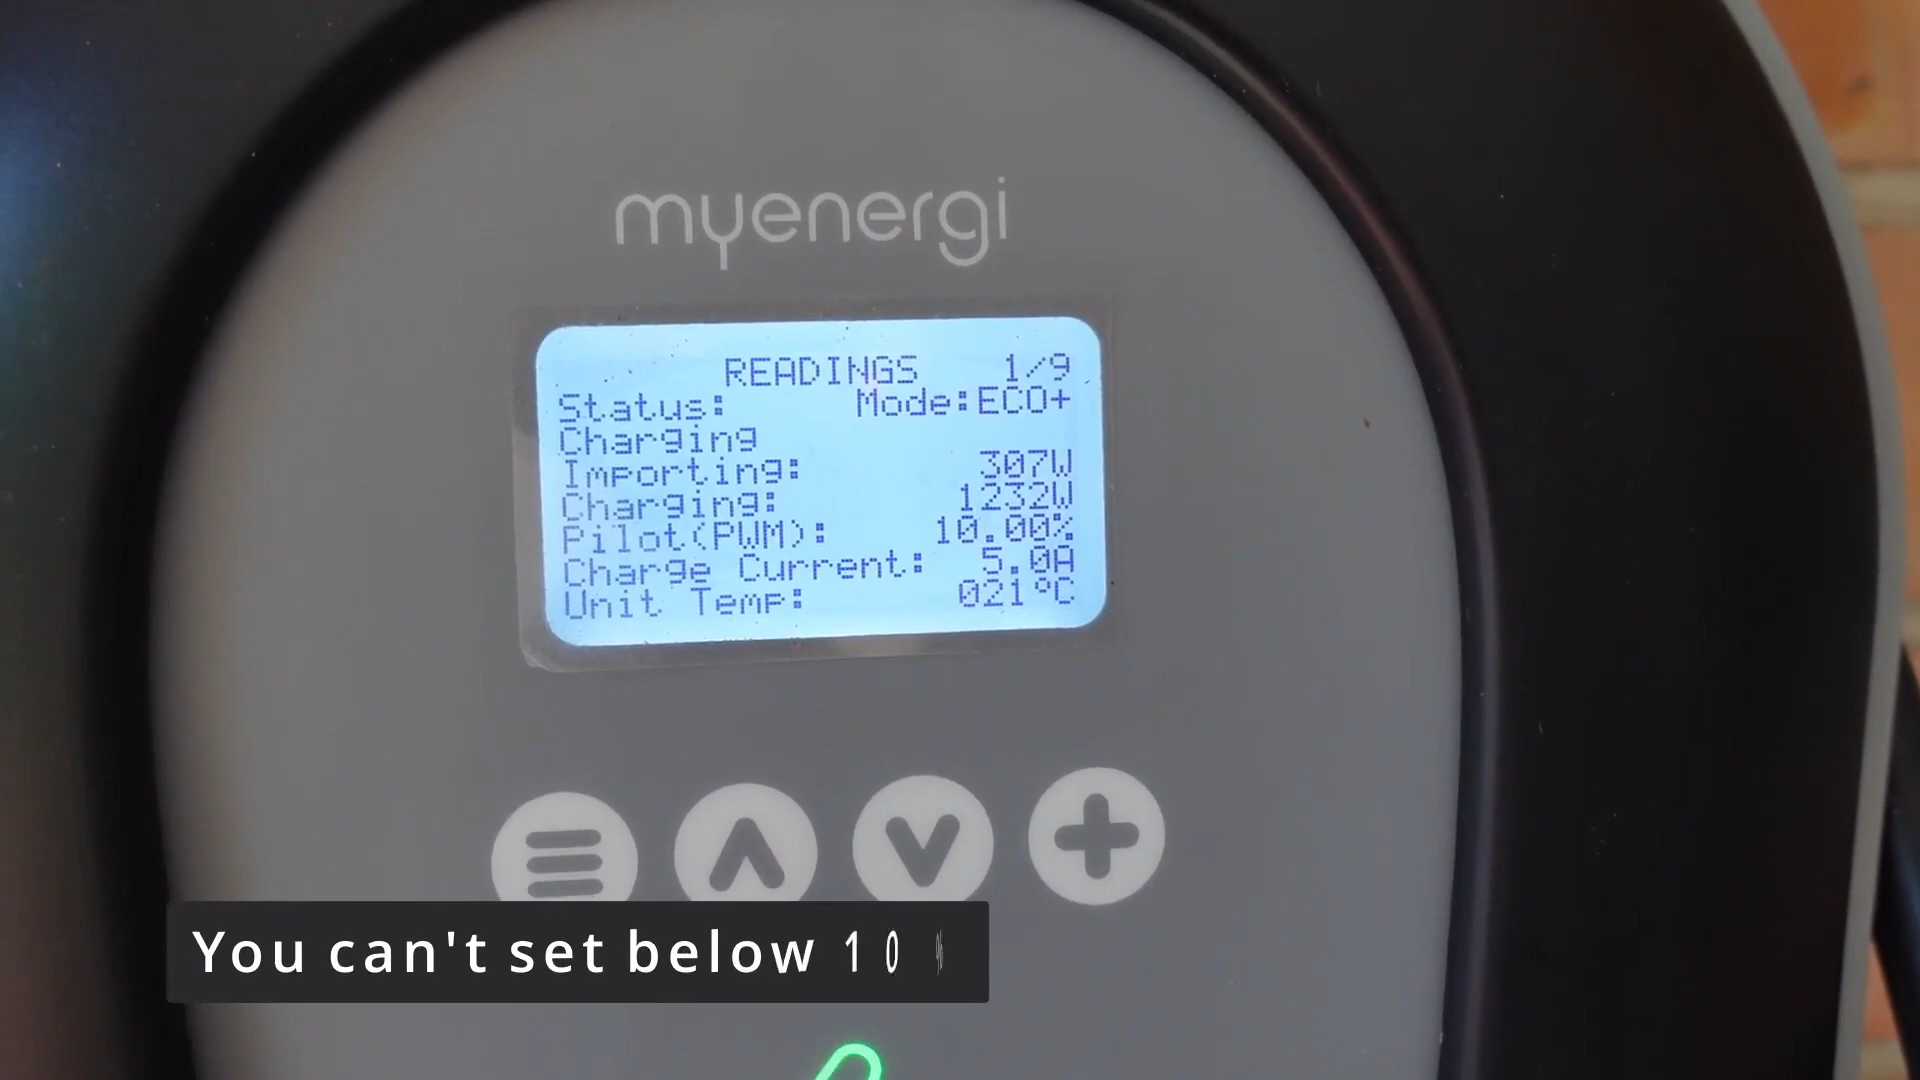 myenergi
READINGS 1/9
Status: Mode:ECO+
Charging
Importing: 307W
Charging: 1232W
Pilot(PWM): 10.00%
Charge Current: 5.0A
Unit Temp: 021ºC
You can't set below 10 %